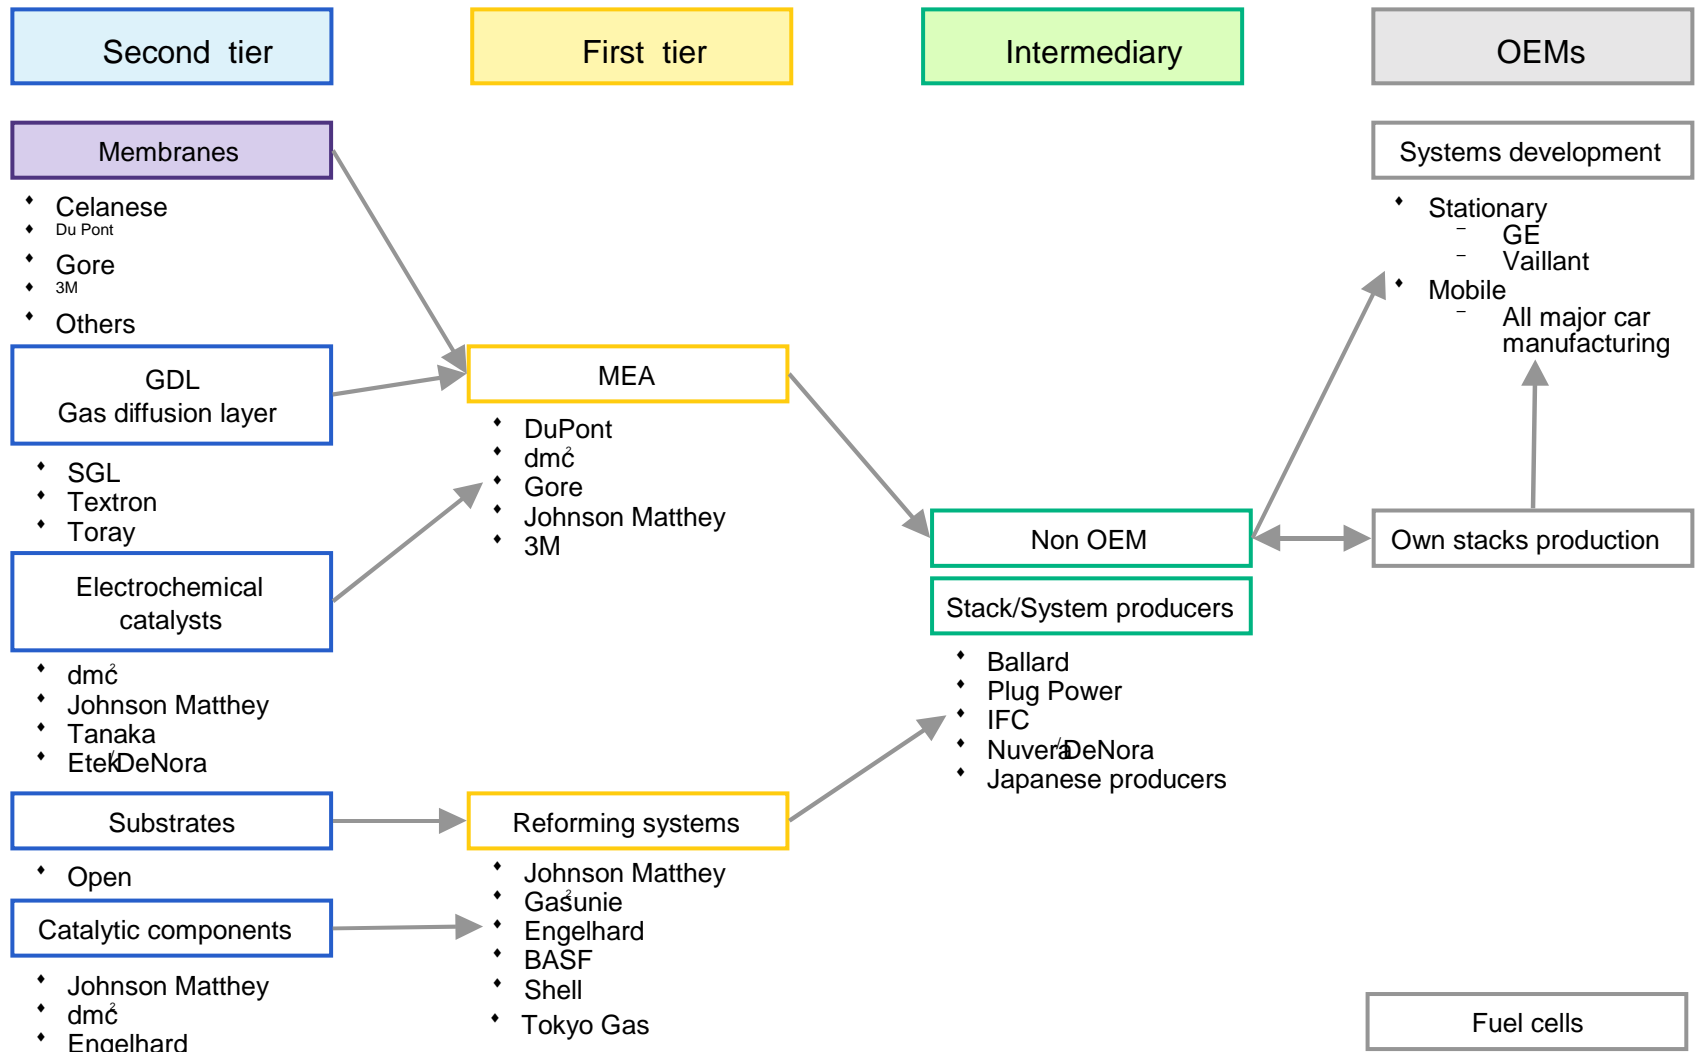 Second tier
First tier
Intermediary
OEMs
Membranes
Celanese
Du Pont
Gore
3M
Others
GDL
Gas diffusion layer
SGL
Textron
Toray
Electrochemical
catalysts
dmc²
Johnson Matthey
Tanaka
Etek/DeNora
Substrates
Open
Catalytic components
Johnson Matthey
dmc²
Engelhard
MEA
DuPont
dmc²
Gore
Johnson Matthey
3M
Reforming systems
Johnson Matthey
Gas²unie
Engelhard
BASF
Shell
Tokyo Gas
Non OEM
Stack/System producers
Ballard
Plug Power
IFC
Nuvera/DeNora
Japanese producers
Systems development
Stationary
GE
Vaillant
Mobile
All major car
manufacturing
Own stacks production
Fuel cells